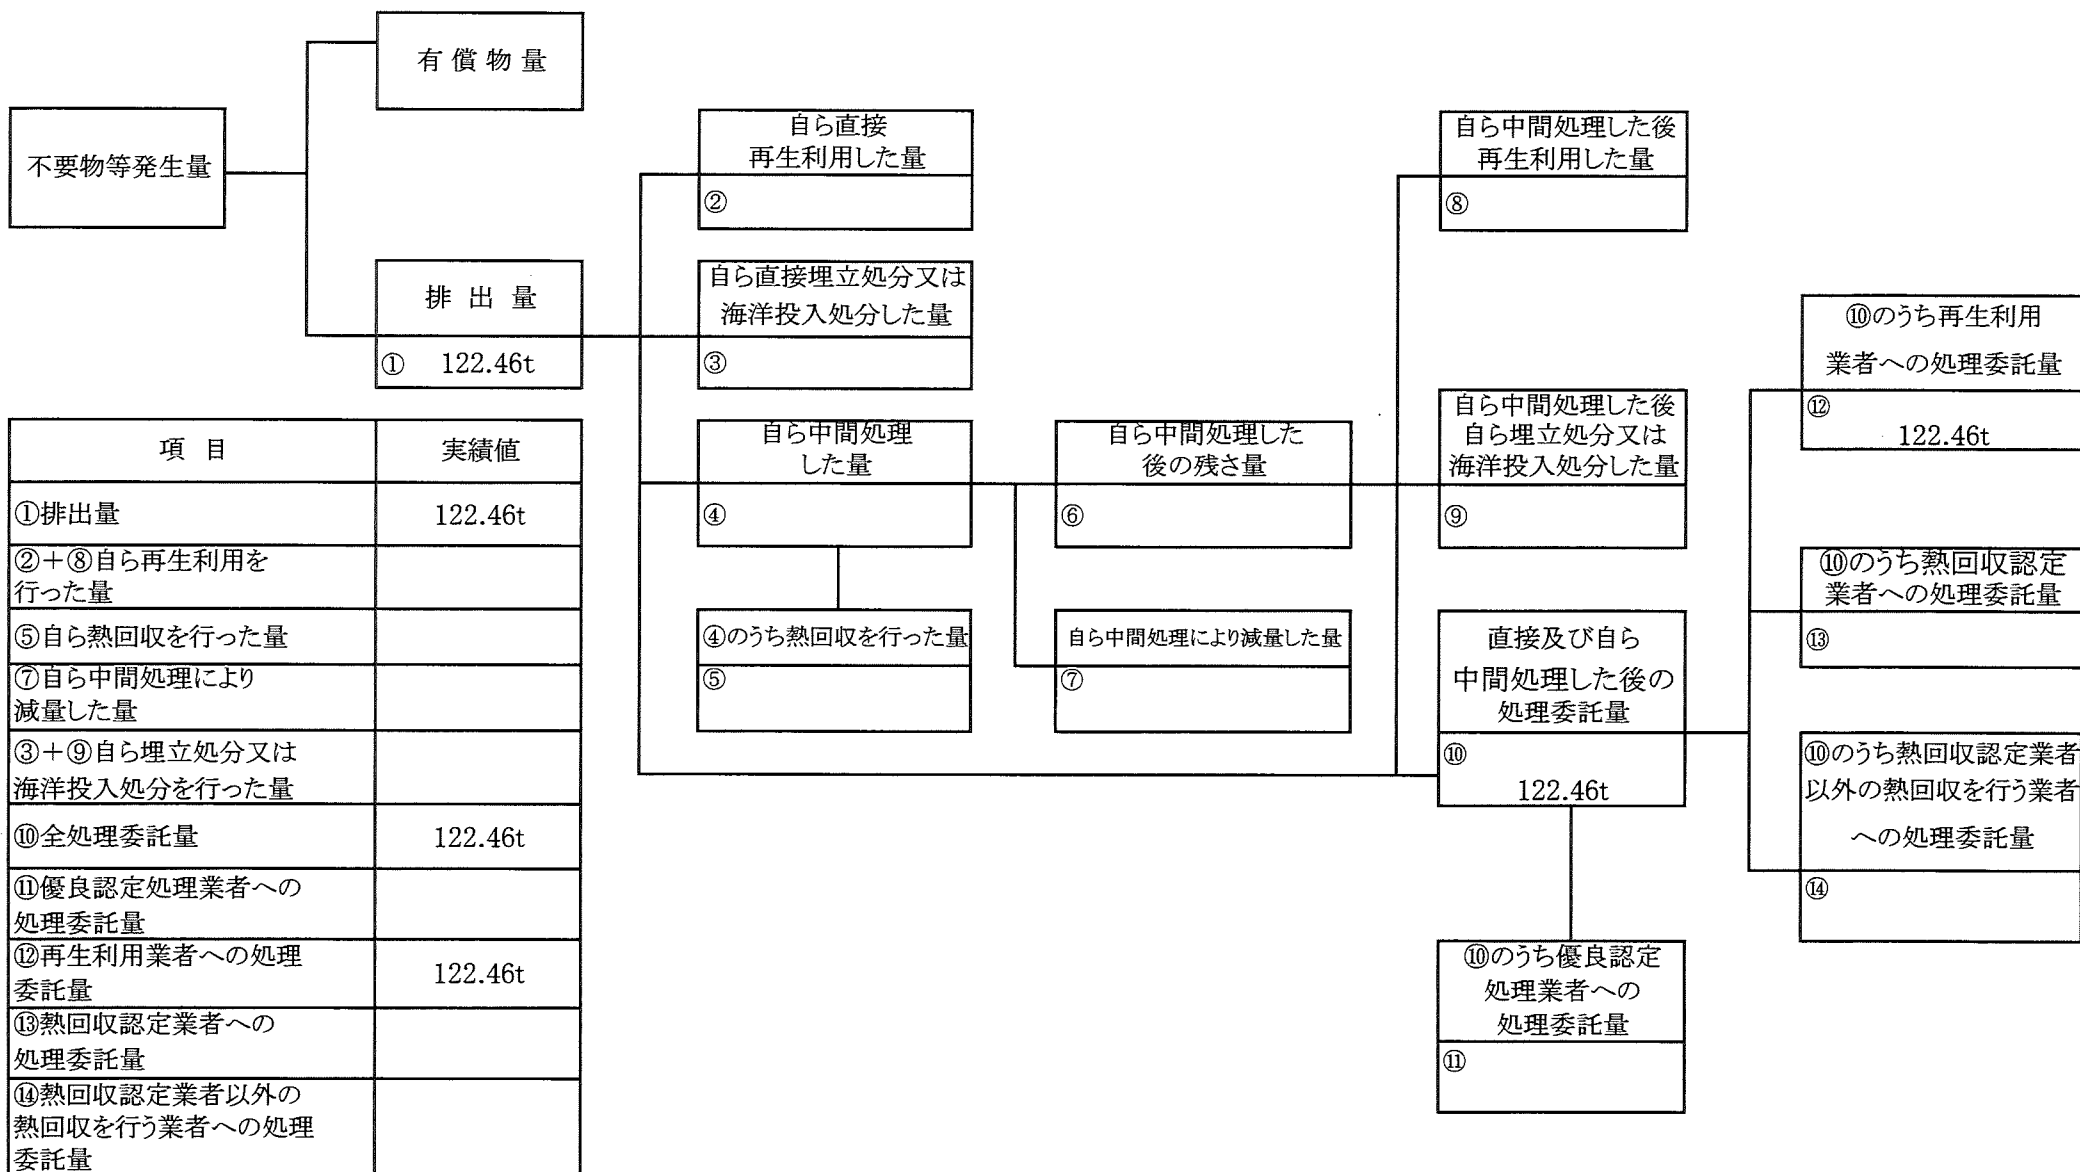 有償物量
不要物等発生量
排出量
① 122.46t
自ら直接
再生利用した量
②
自ら直接埋立処分又は
海洋投入処分した量
③
自ら中間処理
した量
④
④のうち熱回収を行った量
⑤
自ら中間処理した
後の残さ量
⑥
自ら中間処理により減量した量
⑦
自ら中間処理した後
再生利用した量
⑧
自ら中間処理した後
自ら埋立処分又は
海洋投入処分した量
⑨
直接及び自ら
中間処理した後の
処理委託量
⑩
122.46t
⑩のうち優良認定
処理業者への
処理委託量
⑪
⑩のうち再生利用
業者への処理委託量
⑫
122.46t
⑩のうち熱回収認定
業者への処理委託量
⑬
⑩のうち熱回収認定業者
以外の熱回収を行う業者
への処理委託量
⑭
項目 実績値
①排出量 122.46t
②+⑧自ら再生利用を
行った量
⑤自ら熱回収を行った量
⑦自ら中間処理により
減量した量
③+⑨自ら埋立処分又は
海洋投入処分を行った量
⑩全処理委託量 122.46t
⑪優良認定処理業者への
処理委託量
⑫再生利用業者への処理
委託量 122.46t
⑬熱回収認定業者への
処理委託量
⑭熱回収認定業者以外の
熱回収を行う業者への処理
委託量